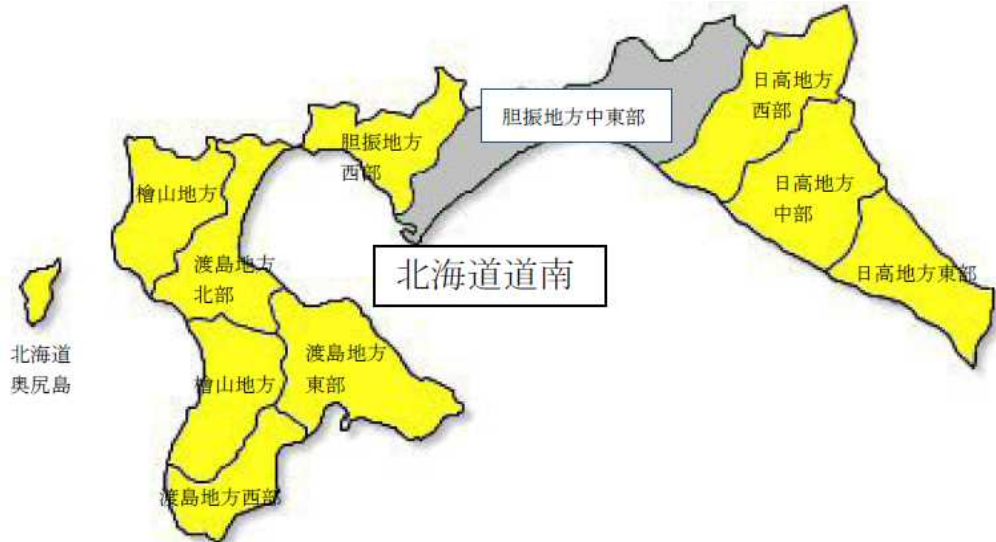 日高地方
西部
胆振地方中東部
胆振地方
西部
檜山地方
日高地方
中部
渡島地方
北部
北海道道南
日高地方東部
北海道
奥尻島
渡島地方
東部
檜山地方
渡島地方西部